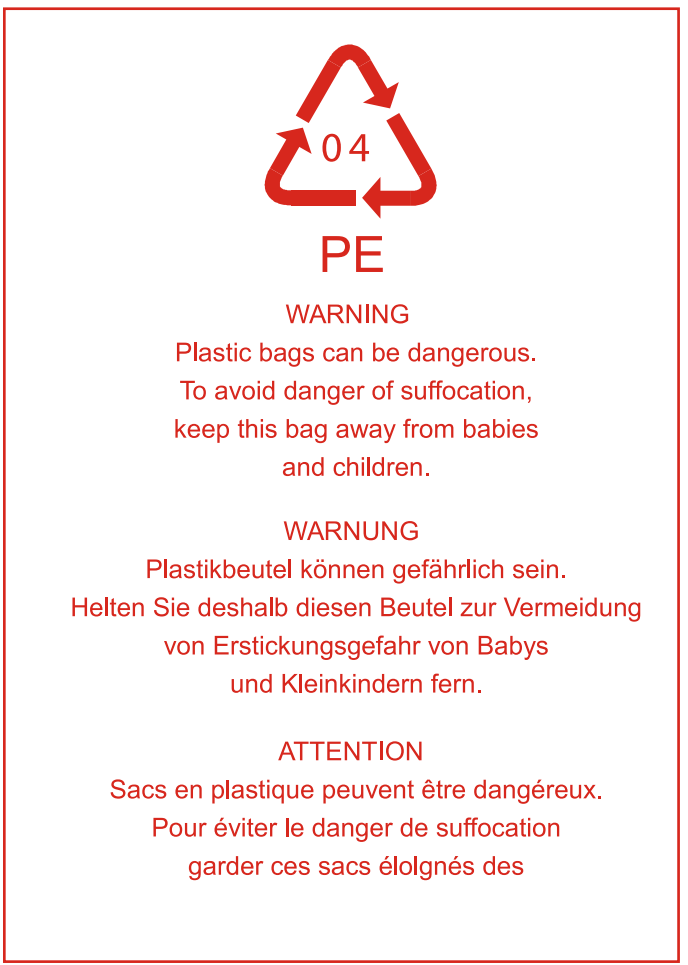 04
PE
WARNING
Plastic bags can be dangerous.
To avoid danger of suffocation,
keep this bag away from babies
and children.
WARNUNG
Plastikbeutel können gefährlich sein.
Helten Sie deshalb diesen Beutel zur Vermeidung
von Erstickungsgefahr von Babys
und Kleinkindern fern.
ATTENTION
Sacs en plastique peuvent être dangéreux.
Pour éviter le danger de suffocation
garder ces sacs élolgnés des